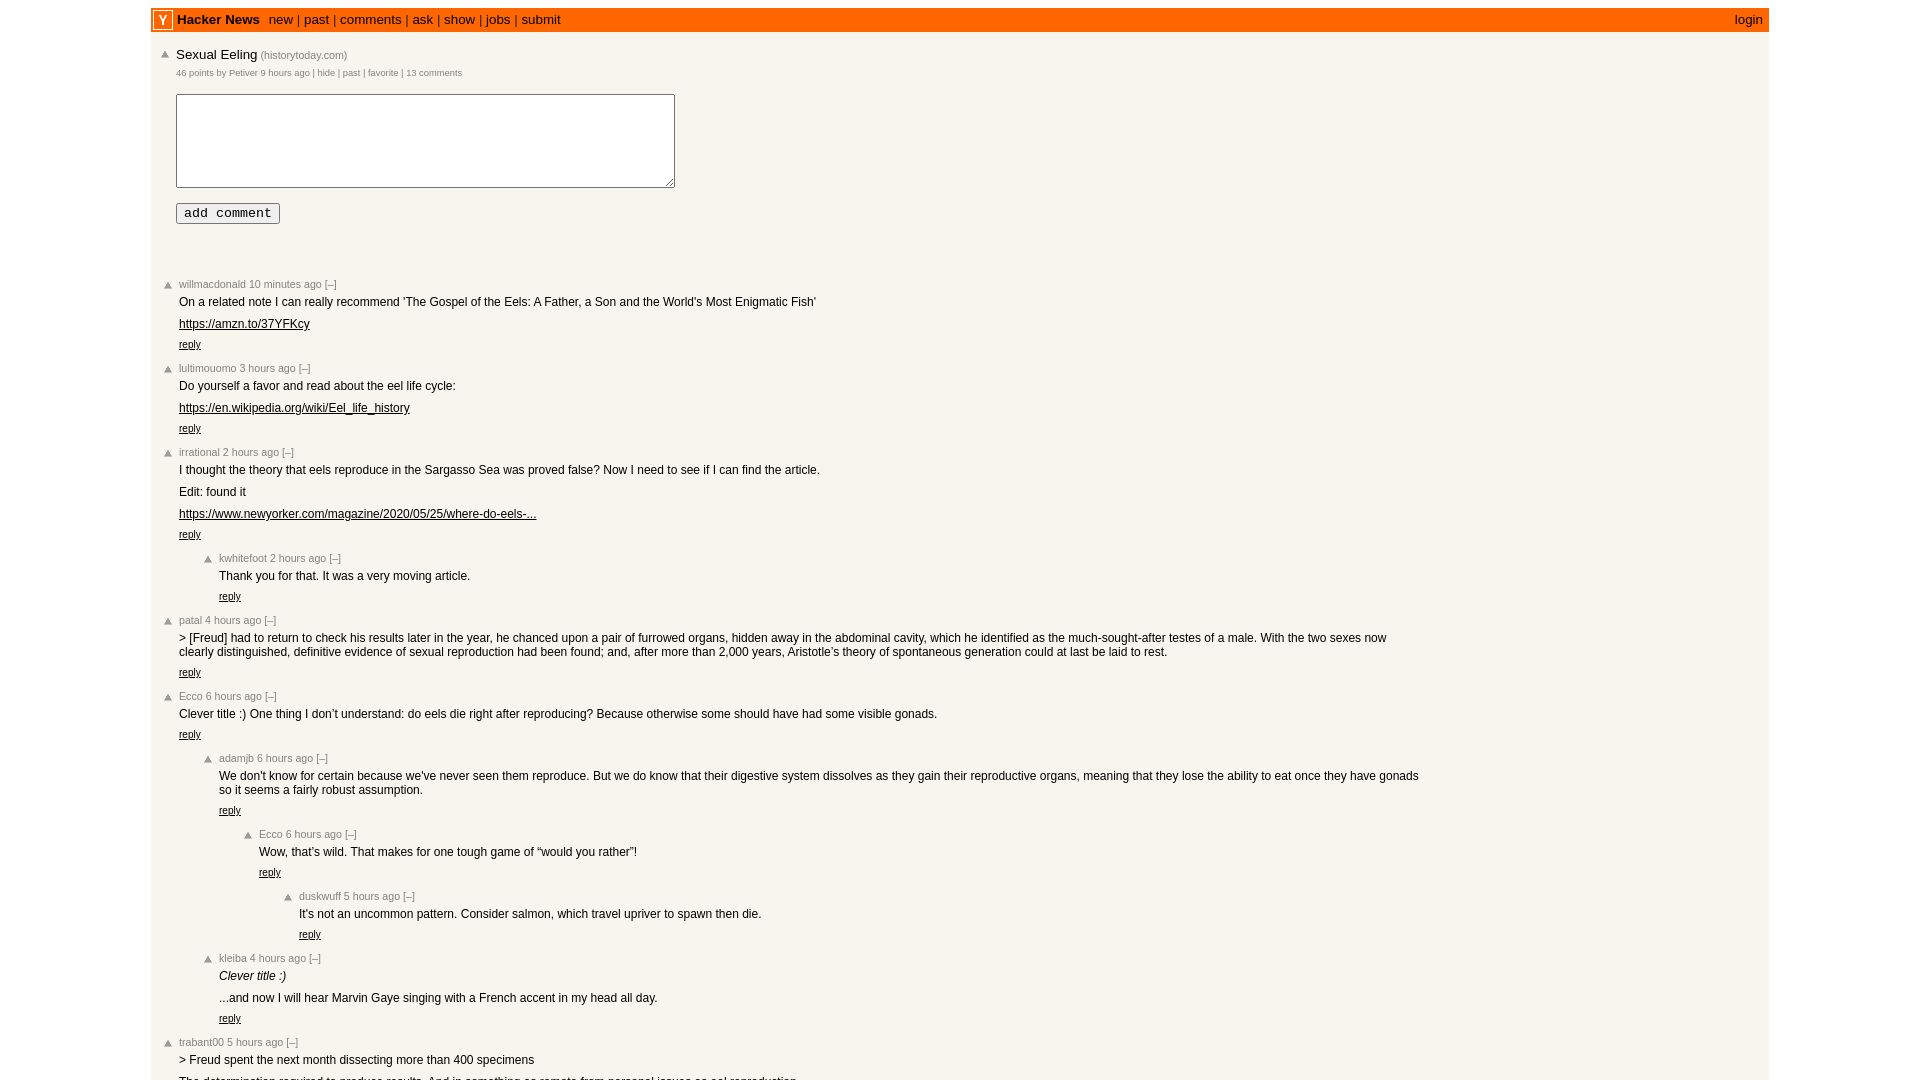 Y Hacker News new | past | comments | ask | show | jobs | submit login
Sexual Eeling (historytoday.com)
46 points by Petiver 9 hours ago | hide | past | favorite | 13 comments
add comment
willmacdonald 10 minutes ago [–]
On a related note I can really recommend 'The Gospel of the Eels: A Father, a Son and the World's Most Enigmatic Fish'
https://amzn.to/37YFKcy
reply
lultimouomo 3 hours ago [–]
Do yourself a favor and read about the eel life cycle:
https://en.wikipedia.org/wiki/Eel_life_history
reply
irrational 2 hours ago [–]
I thought the theory that eels reproduce in the Sargasso Sea was proved false? Now I need to see if I can find the article.
Edit: found it
https://www.newyorker.com/magazine/2020/05/25/where-do-eels-...
reply
kwhitefoot 2 hours ago [–]
Thank you for that. It was a very moving article.
reply
patal 4 hours ago [–]
> [Freud] had to return to check his results later in the year, he chanced upon a pair of furrowed organs, hidden away in the abdominal cavity, which he identified as the much-sought-after testes of a male. With the two sexes now
clearly distinguished, definitive evidence of sexual reproduction had been found; and, after more than 2,000 years, Aristotle’s theory of spontaneous generation could at last be laid to rest.
reply
Ecco 6 hours ago [–]
Clever title :) One thing I don’t understand: do eels die right after reproducing? Because otherwise some should have had some visible gonads.
reply
adamjb 6 hours ago [–]
We don't know for certain because we've never seen them reproduce. But we do know that their digestive system dissolves as they gain their reproductive organs, meaning that they lose the ability to eat once they have gonads
so it seems a fairly robust assumption.
reply
Ecco 6 hours ago [–]
Wow, that’s wild. That makes for one tough game of “would you rather”!
reply
duskwuff 5 hours ago [–]
It's not an uncommon pattern. Consider salmon, which travel upriver to spawn then die.
reply
kleiba 4 hours ago [–]
Clever title :)
...and now I will hear Marvin Gaye singing with a French accent in my head all day.
reply
trabant00 5 hours ago [–]
> Freud spent the next month dissecting more than 400 specimens
The determination required to produce results. And in something so remote from personal issues as eel reproduction